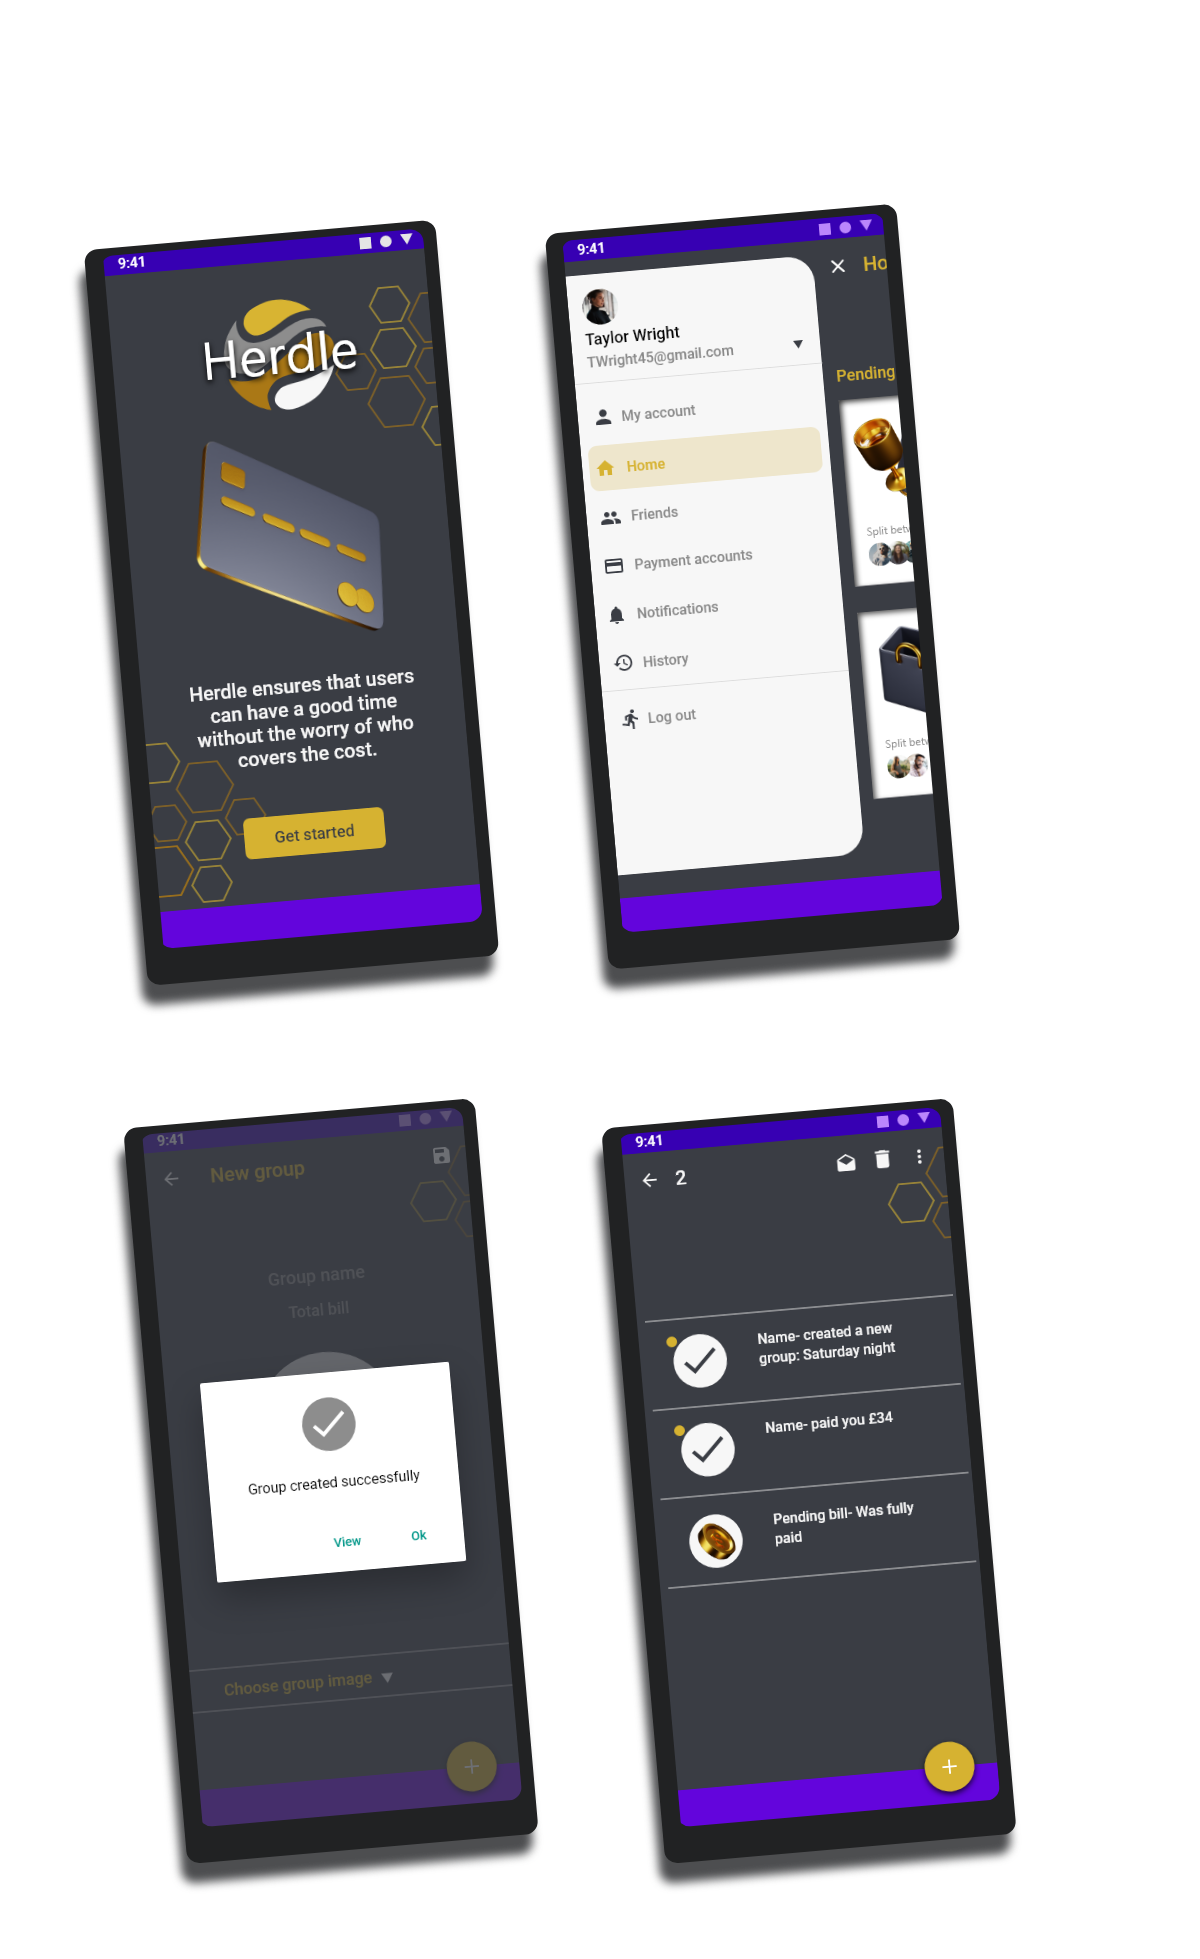 9:41
Herdle
Herdle ensures that users
can have a good time
without the worry of who
covers the cost.
Get started
9:41
Ho
Taylor Wright
TWright45@gmail.com
Pending
My account
Home
Friends
Split betw
Payment accounts
Notifications
History
Log out
Split betw
9:41
New group
Group name
Total bill
Group created successfully
View Ok
Choose group image
9:41
2
Name- created a new
group: Saturday night
Name- paid you £34
Pending bill- Was fully
paid